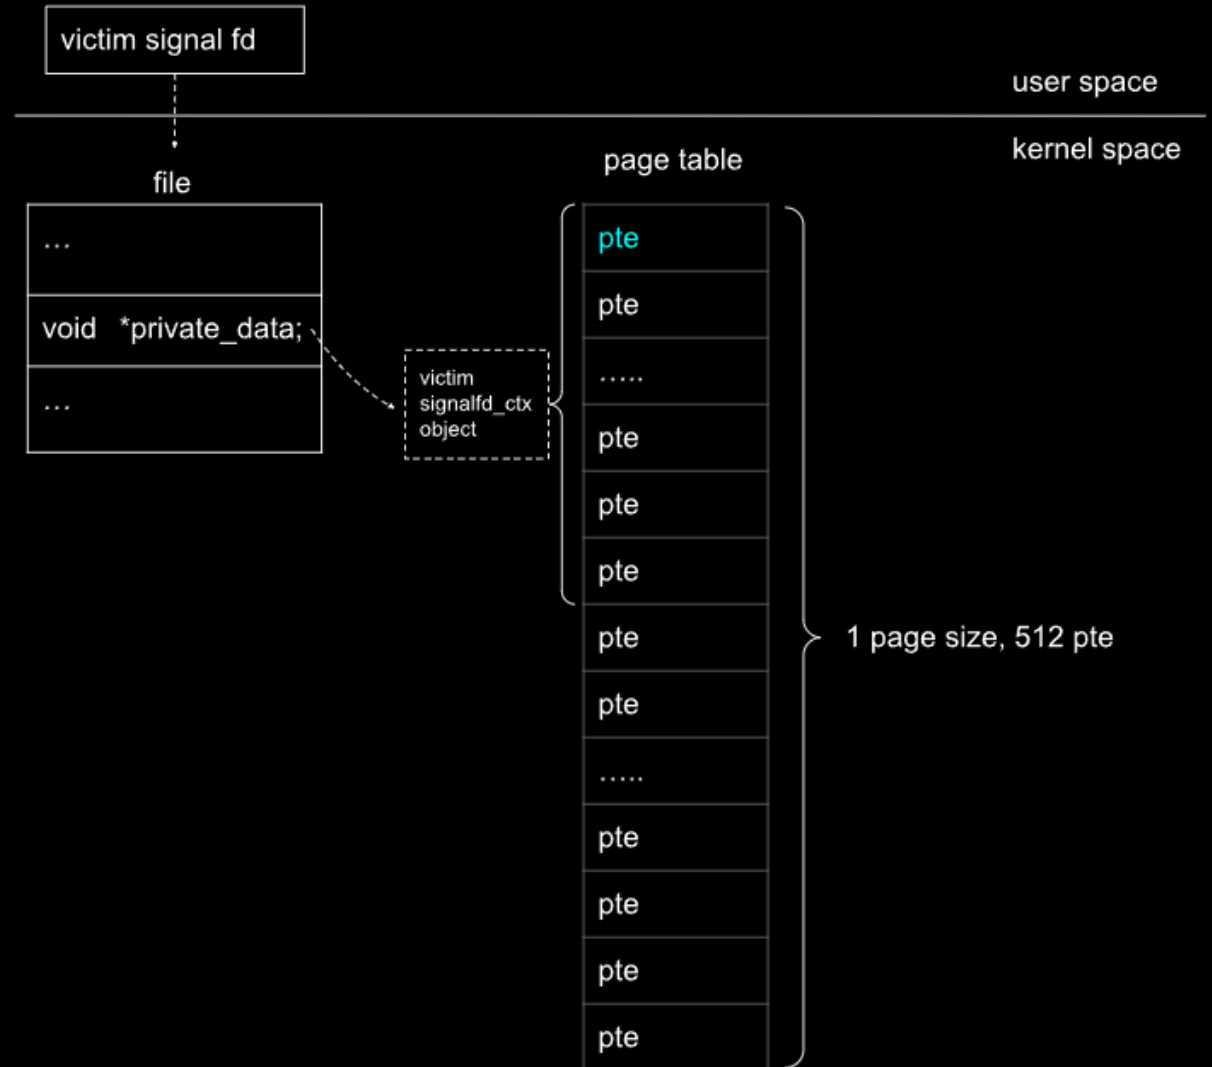 victim signal fd
user space
kernel space
page table
file
…
void *private_data;
…
victim
signalfd_ctx
object
pte
pte
…..
pte
pte
pte
pte
pte
…..
pte
pte
pte
pte
1 page size, 512 pte